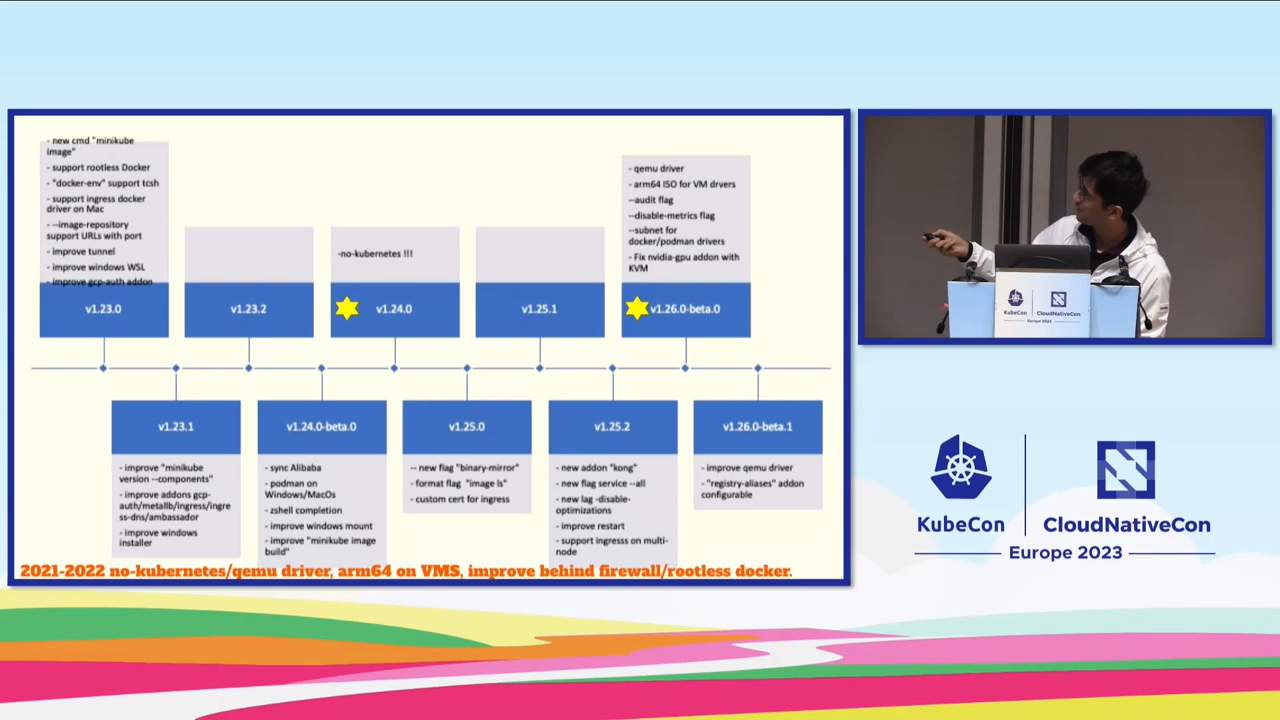 - new cmd "minikube
image"
- support rootless Docker
- "docker-env" support tcsh
- support ingress docker
driver on Mac
- --image-repository
support URLs with port
- improve tunnel
- improve windows WSL
- improve gcp-auth addon
v1.23.0
v1.23.2
-no-kubernetes !!!
v1.24.0
v1.25.1
- qemu driver
- arm64 ISO for VM drvers
--audit flag
--disable-metrics flag
--subnet for
docker/podman drivers
- Fix nvidia-gpu addon with
KVM
v1.26.0-beta.0
v1.23.1
- improve "minikube
version --components"
- improve addons gcp-
auth/metallb/ingress/ingre
ss-dns/ambassador
- improve windows
installer
v1.24.0-beta.0
- sync Alibaba
- podman on
Windows/MacOs
- zshell completion
- improve windows mount
- improve "minikube image
build"
v1.25.0
-- new flag "binary-mirror"
- format flag "image ls"
- custom cert for ingress
v1.25.2
- new addon "kong"
- new flag service --all
- new lag -disable-
optimizations
- improve restart
- support ingresss on multi-
node
v1.26.0-beta.1
- improve qemu driver
- "registry-aliases" addon
configurable
2021-2022 no-kubernetes/qemu driver, arm64 on VMS, improve behind firewall/rootless docker.
KubeCon
CloudNativeCon
Europe 2023
KubeCon
CloudNativeCon
Europe 2023